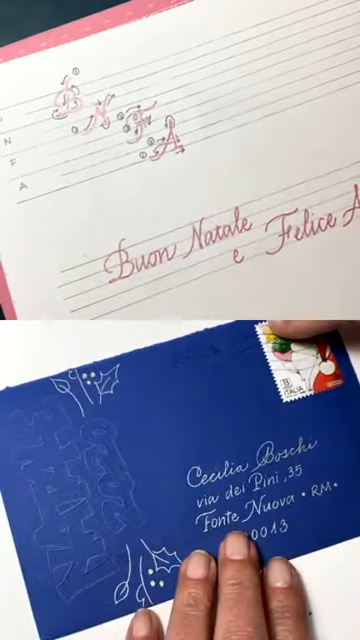 B
N
F
A
N
F
A
Buon Natale
e Felice A
B
ITALIA
Cecilia Boschi
via dei Pini, 35
Fonte Nuova · RM ·
0013